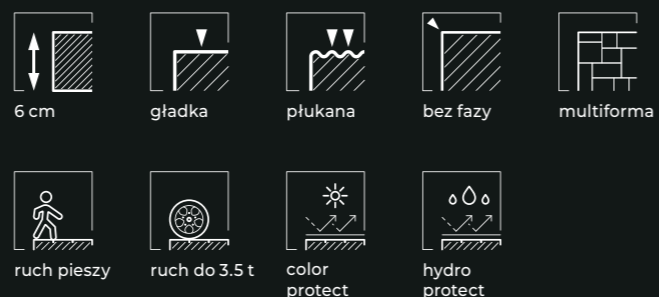 6 cm
gładka
płukana
bez fazy
multiforma
ruch pieszy
ruch do 3.5 t
color
protect
hydro
protect